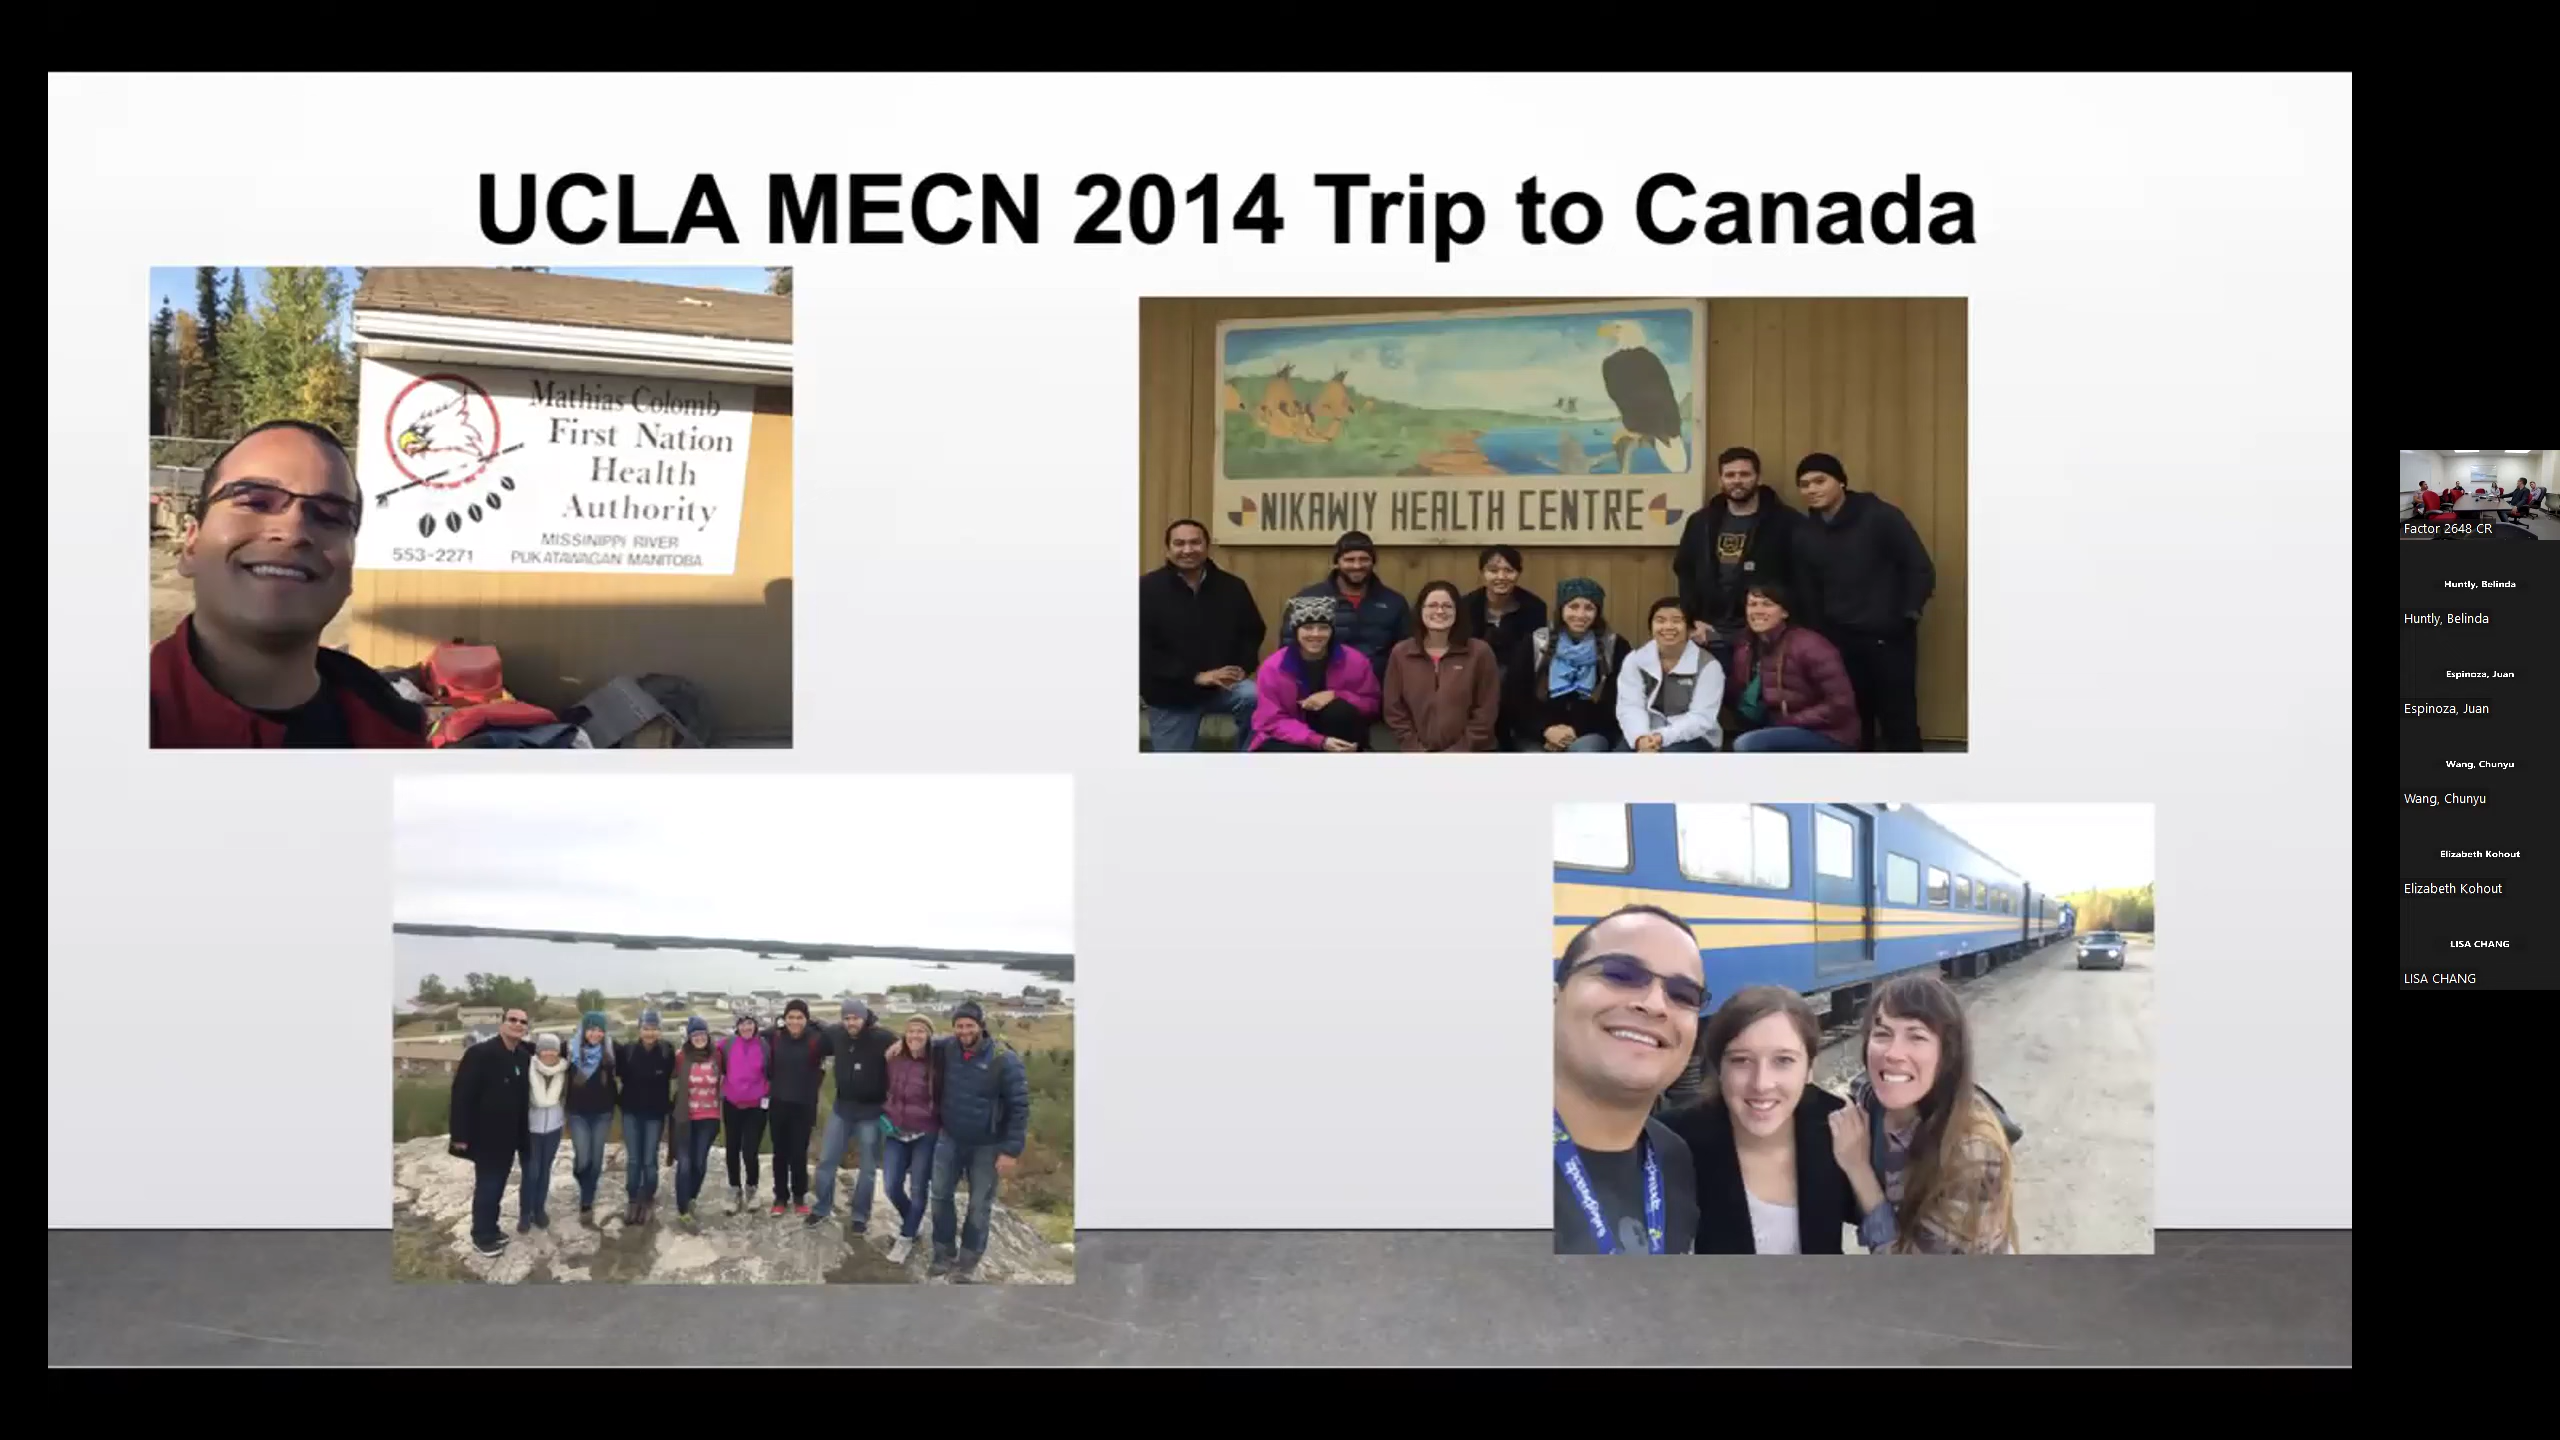 UCLA MECN 2014 Trip to Canada
Mathias Colomb
First Nation
Health
Authority
MISSINIPPI RIVER
553-2271 PUKATAWAGAN MANITOBA
NIKAWIY HEALTH CENTRE
Factor 2648 CR
Huntly, Belinda
Huntly, Belinda
Espinoza, Juan
Espinoza, Juan
Wang, Chunyu
Wang, Chunyu
Elizabeth Kohout
Elizabeth Kohout
LISA CHANG
LISA CHANG